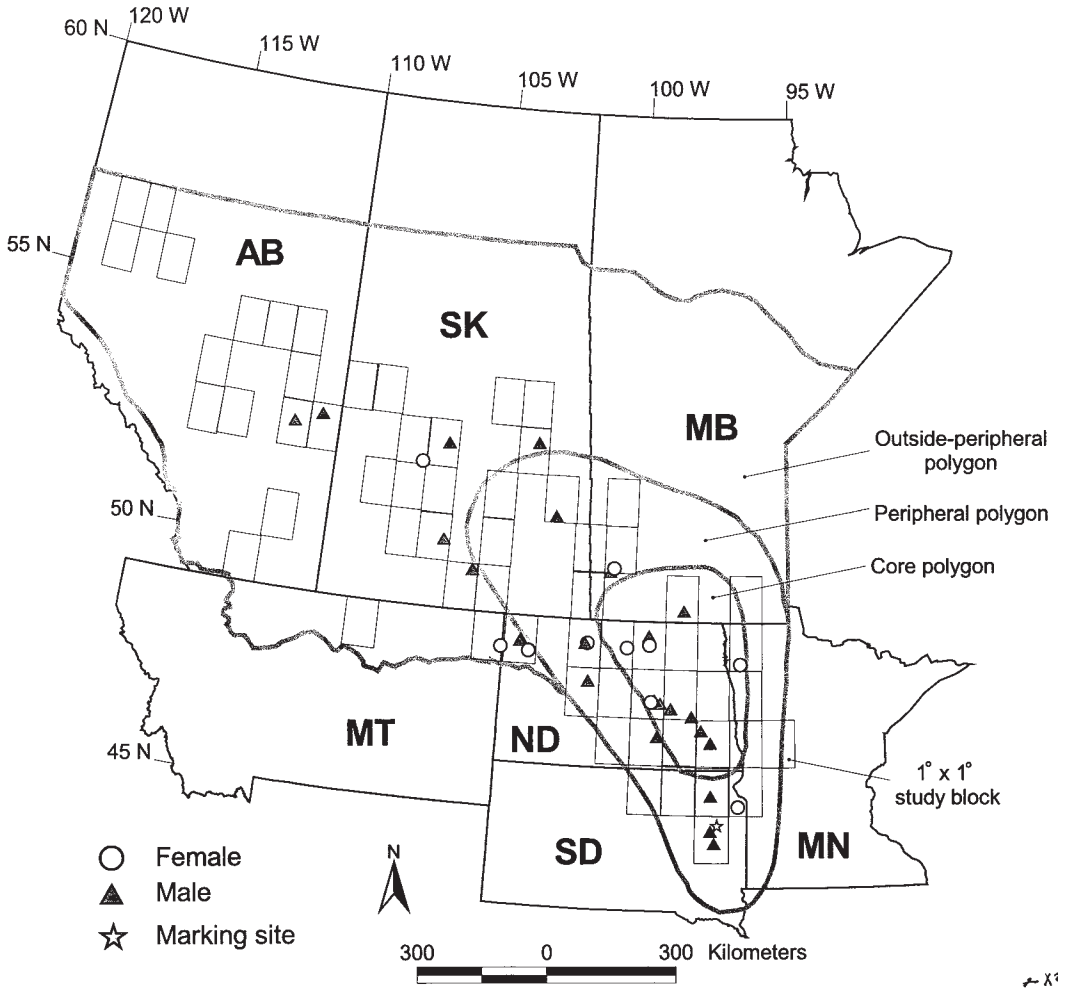 120 W
60 N
115 W
110 W
105 W
100 W
95 W
55 N
AB
SK
MB
Outside-peripheral
polygon
50 N
Peripheral polygon
Core polygon
MT
ND
45 N
1° x 1°
study block
SD
MN
Female
Male
Marking site
N
300
0
300
Kilometers